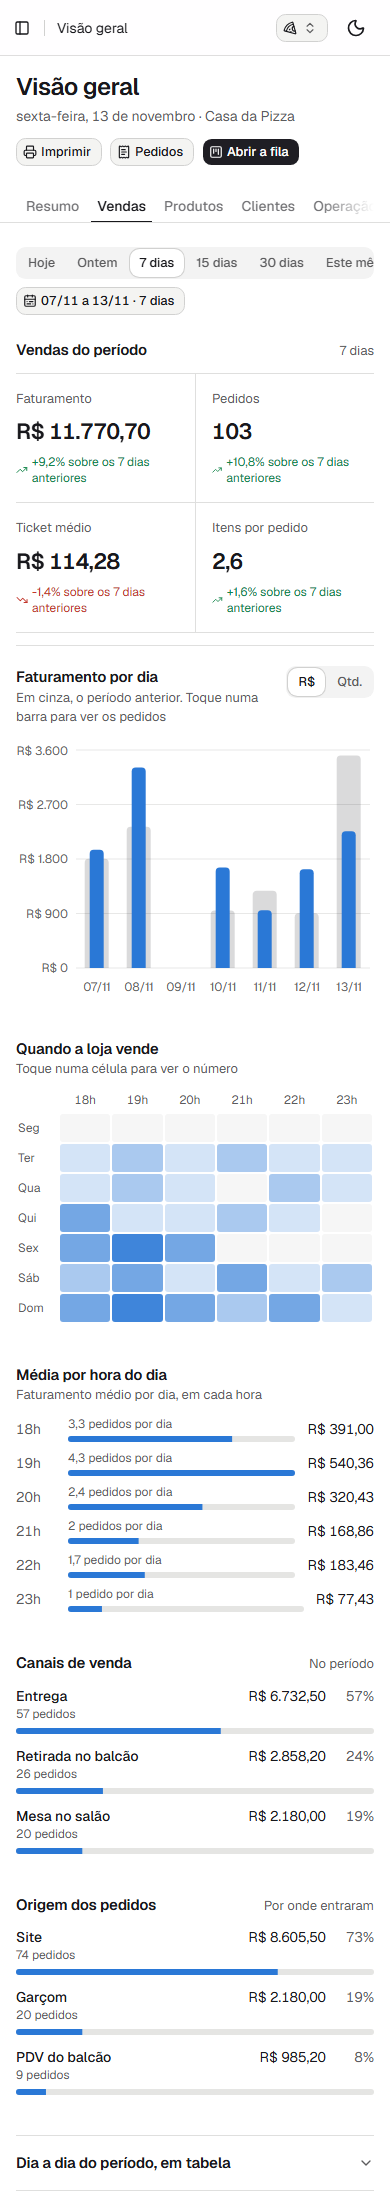 Visão geral
Visão geral
sexta-feira, 13 de novembro · Casa da Pizza
Imprimir
Pedidos
Abrir a fila
Resumo
Vendas
Produtos
Clientes
Operaçã
Hoje
Ontem
7 dias
15 dias
30 dias
Este mê
07/11 a 13/11 · 7 dias
Vendas do período
7 dias
Faturamento
R$ 11.770,70
+9,2% sobre os 7 dias
anteriores
Pedidos
103
+10,8% sobre os 7 dias
anteriores
Ticket médio
R$ 114,28
-1,4% sobre os 7 dias
anteriores
Itens por pedido
2,6
+1,6% sobre os 7 dias
anteriores
Faturamento por dia
Em cinza, o período anterior. Toque numa
barra para ver os pedidos
R$
Qtd.
R$ 3.600
R$ 2.700
R$ 1.800
R$ 900
R$ 0
07/11
08/11
09/11
10/11
11/11
12/11
13/11
Quando a loja vende
Toque numa célula para ver o número
18h
19h
20h
21h
22h
23h
Seg
Ter
Qua
Qui
Sex
Sáb
Dom
Média por hora do dia
Faturamento médio por dia, em cada hora
18h
3,3 pedidos por dia
R$ 391,00
19h
4,3 pedidos por dia
R$ 540,36
20h
2,4 pedidos por dia
R$ 320,43
21h
2 pedidos por dia
R$ 168,86
22h
1,7 pedido por dia
R$ 183,46
23h
1 pedido por dia
R$ 77,43
Canais de venda
No período
Entrega
R$ 6.732,50
57%
57 pedidos
Retirada no balcão
R$ 2.858,20
24%
26 pedidos
Mesa no salão
R$ 2.180,00
19%
20 pedidos
Origem dos pedidos
Por onde entraram
Site
R$ 8.605,50
73%
74 pedidos
Garçom
R$ 2.180,00
19%
20 pedidos
PDV do balcão
R$ 985,20
8%
9 pedidos
Dia a dia do período, em tabela